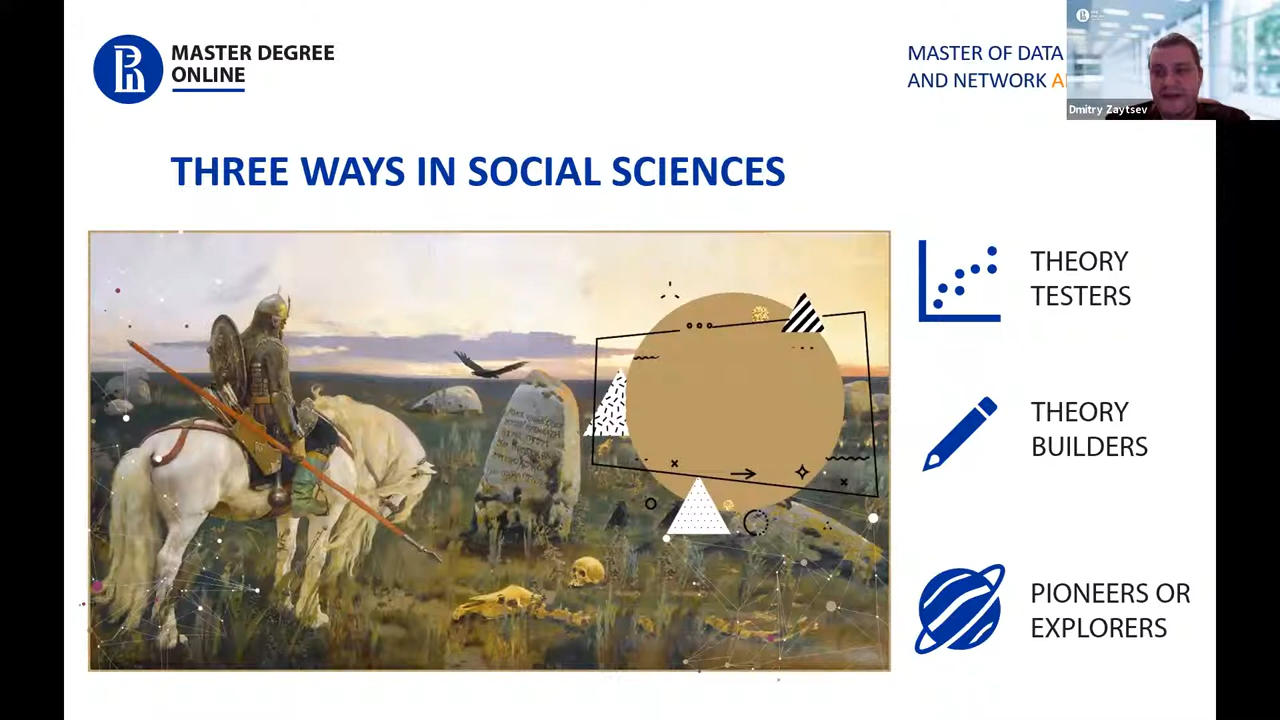 MASTER DEGREE
ONLINE
MASTER OF DATA
AND NETWORK A
Dmitry Zaytsev
THREE WAYS IN SOCIAL SCIENCES
THEORY
TESTERS
THEORY
BUILDERS
PIONEERS OR
EXPLORERS